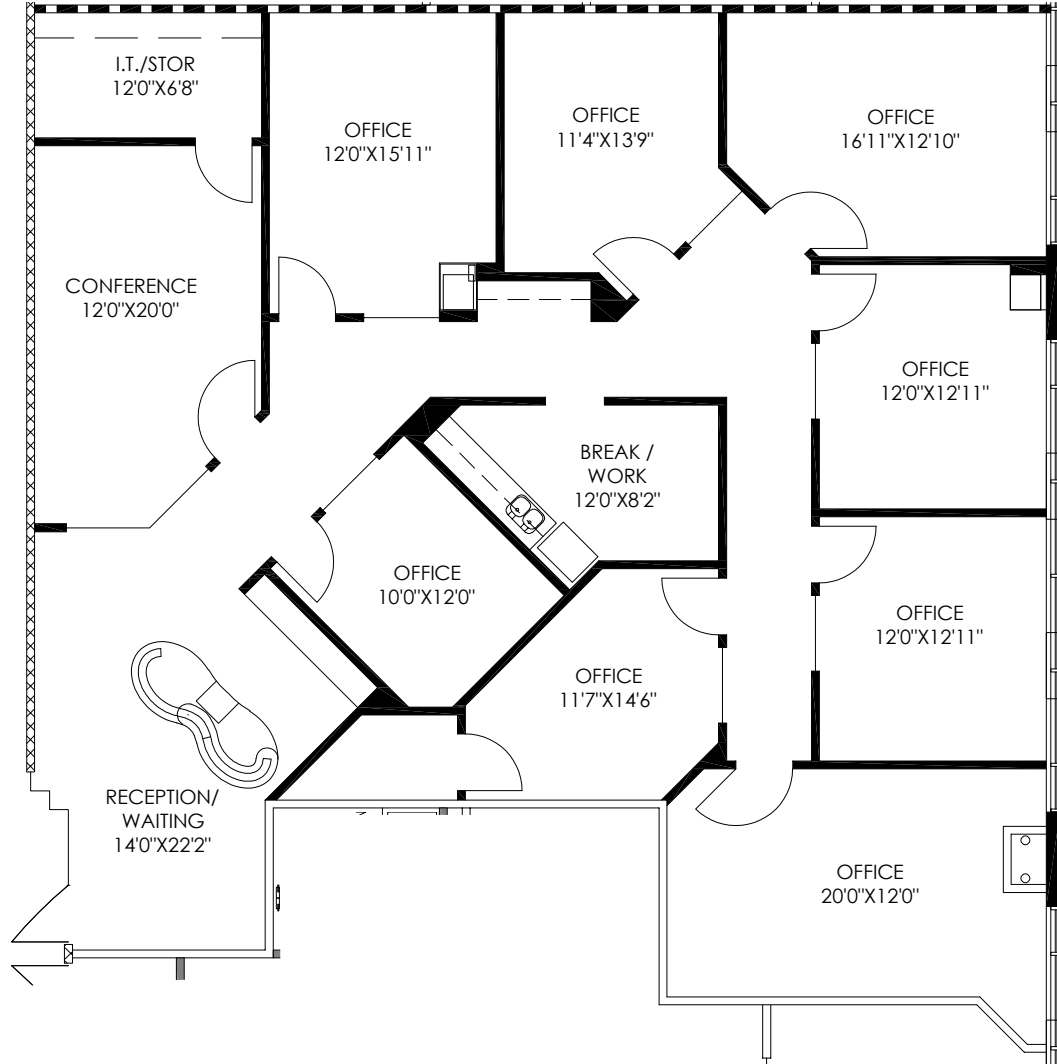 I.T./STOR
12'0"X6'8"
OFFICE
12'0"X15'11"
OFFICE
11'4"X13'9"
OFFICE
16'11"X12'10"
CONFERENCE
12'0"X20'0"
OFFICE
12'0"X12'11"
BREAK /
WORK
12'0"X8'2"
OFFICE
10'0"X12'0"
OFFICE
12'0"X12'11"
OFFICE
11'7"X14'6"
RECEPTION/
WAITING
14'0"X22'2"
OFFICE
20'0"X12'0"